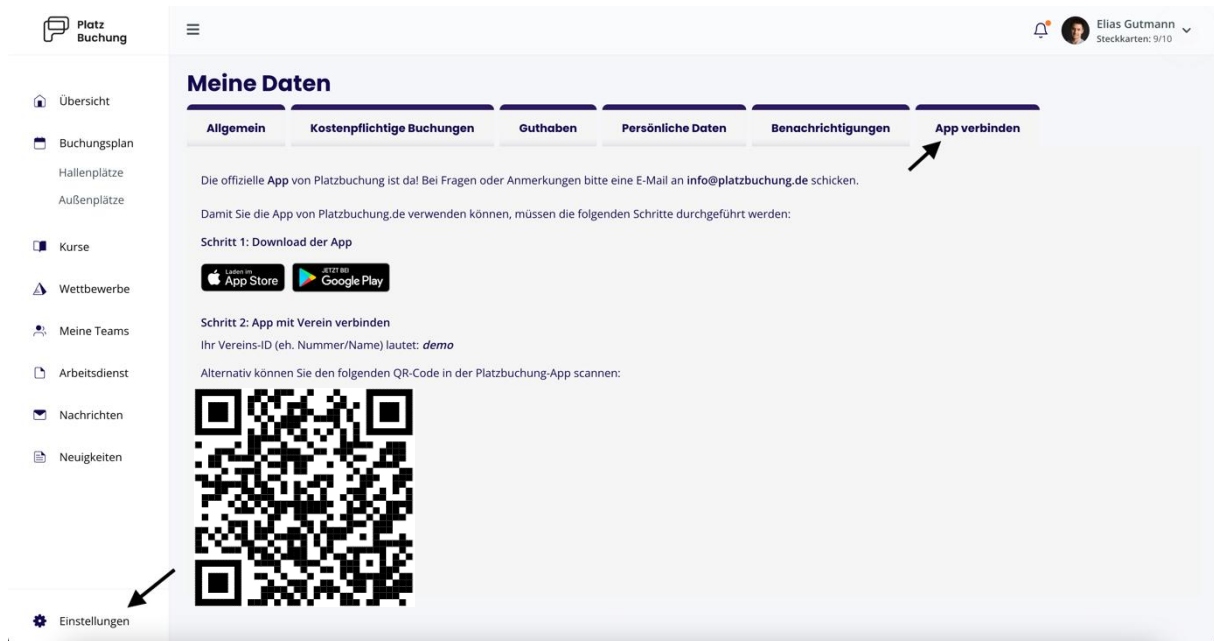 Platz
Buchung
Elias Gutmann
Steckkarten: 9/10
Übersicht
Buchungsplan
Hallenplätze
Außenplätze
Kurse
Wettbewerbe
Meine Teams
Arbeitsdienst
Nachrichten
Neuigkeiten
Einstellungen
Meine Daten
Allgemein
Kostenpflichtige Buchungen
Guthaben
Persönliche Daten
Benachrichtigungen
App verbinden
Die offizielle App von Platzbuchung ist da! Bei Fragen oder Anmerkungen bitte eine E-Mail an info@platzbuchung.de schicken.
Damit Sie die App von Platzbuchung.de verwenden können, müssen die folgenden Schritte durchgeführt werden:
Schritt 1: Download der App
Laden im
App Store
JETZT BEI
Google Play
Schritt 2: App mit Verein verbinden
Ihr Vereins-ID (eh. Nummer/Name) lautet: demo
Alternativ können Sie den folgenden QR-Code in der Platzbuchung-App scannen: